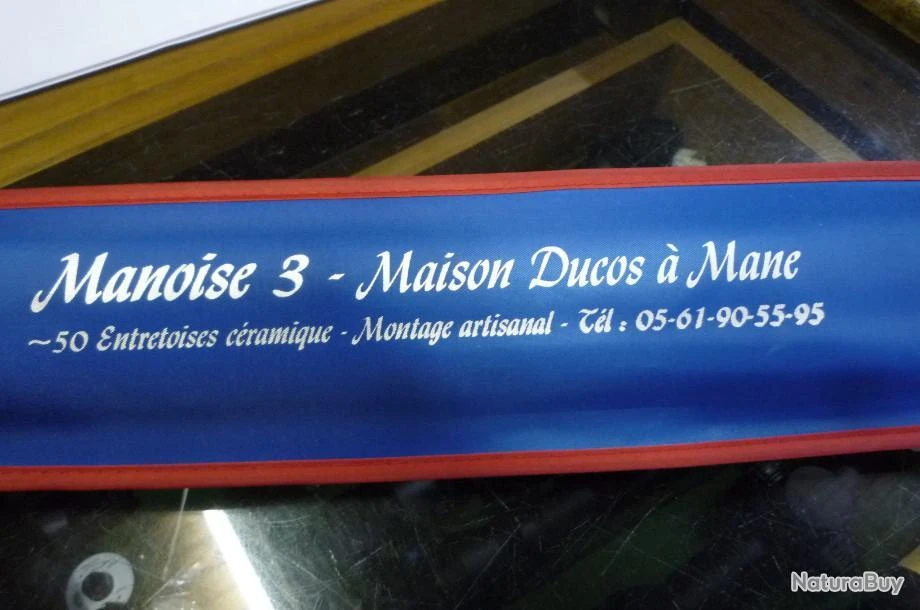 Manoise 3 - Maison Ducos à Mane
~50 Entretoises céramique - Montage artisanal - Tél : 05-61-90-55-95
NaturaBuy